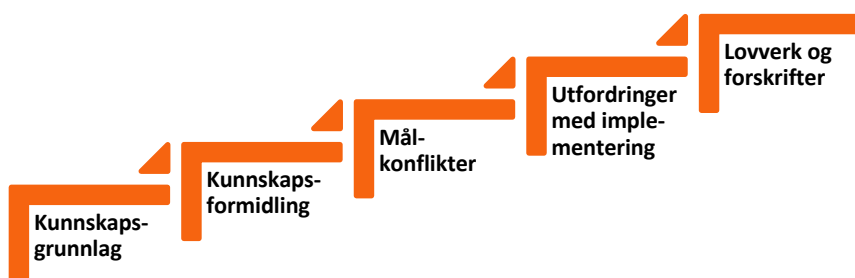 Kunnskaps-
grunnlag
Kunnskaps-
formidling
Mål-
konflikter
Utfordringer
med imple-
mentering
Lovverk og
forskrifter